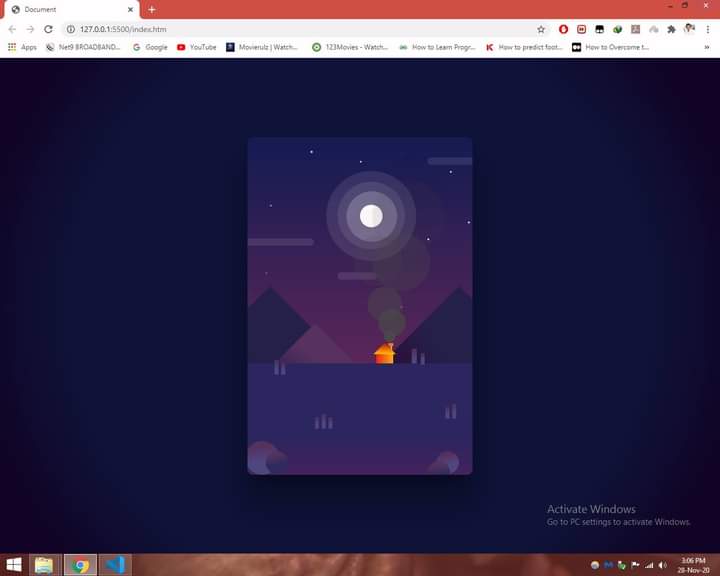 Document
127.0.0.1:5500/index.htm
Apps
Net9 BROADBAND...
Google
YouTube
Movierulz | Watch...
123Movies - Watch...
How to Learn Progr...
How to predict foot...
How to Overcome t...
Activate Windows
Go to PC settings to activate Windows.
3:06 PM
28-Nov-20